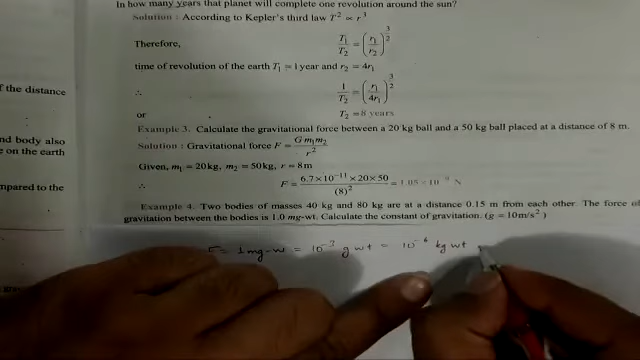 In how many years that planet will complete one revolution around the sun?
Solution : According to Kepler's third law T² ∝ r³
Therefore,
T₁/T₂ = (r₁/r₂)^(3/2)
f the distance
time of revolution of the earth T₁ = 1 year and r₂ = 4r₁
∴ 1/T₂ = (r₁/4r₁)^(3/2)
or T₂ = 8 years
Example 3. Calculate the gravitational force between a 20 kg ball and a 50 kg ball placed at a distance of 8 m.
nd body also
e on the earth
Solution : Gravitational force F = G m₁m₂/r²
Given, m₁ = 20kg, m₂ = 50kg, r = 8m
mpared to the
∴ F = 6.7×10⁻¹¹×20×50/(8)² = 1.05 × 10⁻⁹ N
Example 4. Two bodies of masses 40 kg and 80 kg are at a distance 0.15 m from each other. The force of
gravitation between the bodies is 1.0 mg-wt. Calculate the constant of gravitation. (g = 10m/s²)
F = 1mg-w = 10⁻³ g wt = 10⁻⁶ kg wt